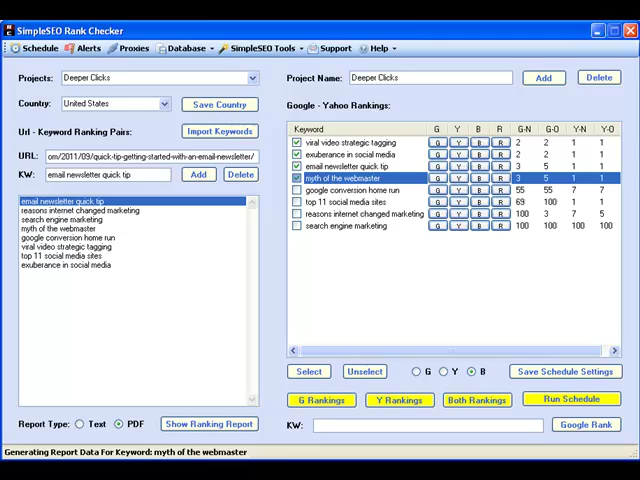 SimpleSEO Rank Checker
Schedule Alerts Proxies Database SimpleSEO Tools Support Help
Projects: Deeper Clicks
Project Name: Deeper Clicks Add Delete
Country: United States Save Country
Google - Yahoo Rankings:
Url - Keyword Ranking Pairs: Import Keywords
URL: om/2011/09/quick-tip-getting-started-with-an-email-newsletter/
KW: email newsletter quick tip Add Delete
email newsletter quick tip
reasons internet changed marketing
search engine marketing
myth of the webmaster
google conversion home run
viral video strategic tagging
top 11 social media sites
exuberance in social media
Keyword G Y B R G-N G-O Y-N Y-O
viral video strategic tagging G Y B R 2 2 1 1
exuberance in social media G Y B R 2 2 1 1
email newsletter quick tip G Y B R 2 5 1 1
myth of the webmaster G Y B R 3 5 1 1
google conversion home run G Y B R 55 55 7 7
top 11 social media sites G Y B R 69 100 1 1
reasons internet changed marketing G Y B R 100 3 7 5
search engine marketing G Y B R 100 100 100 100
Select Unselect G Y B Save Schedule Settings
G Rankings Y Rankings Both Rankings Run Schedule
Report Type: Text PDF Show Ranking Report
KW: Google Rank
Generating Report Data For Keyword: myth of the webmaster